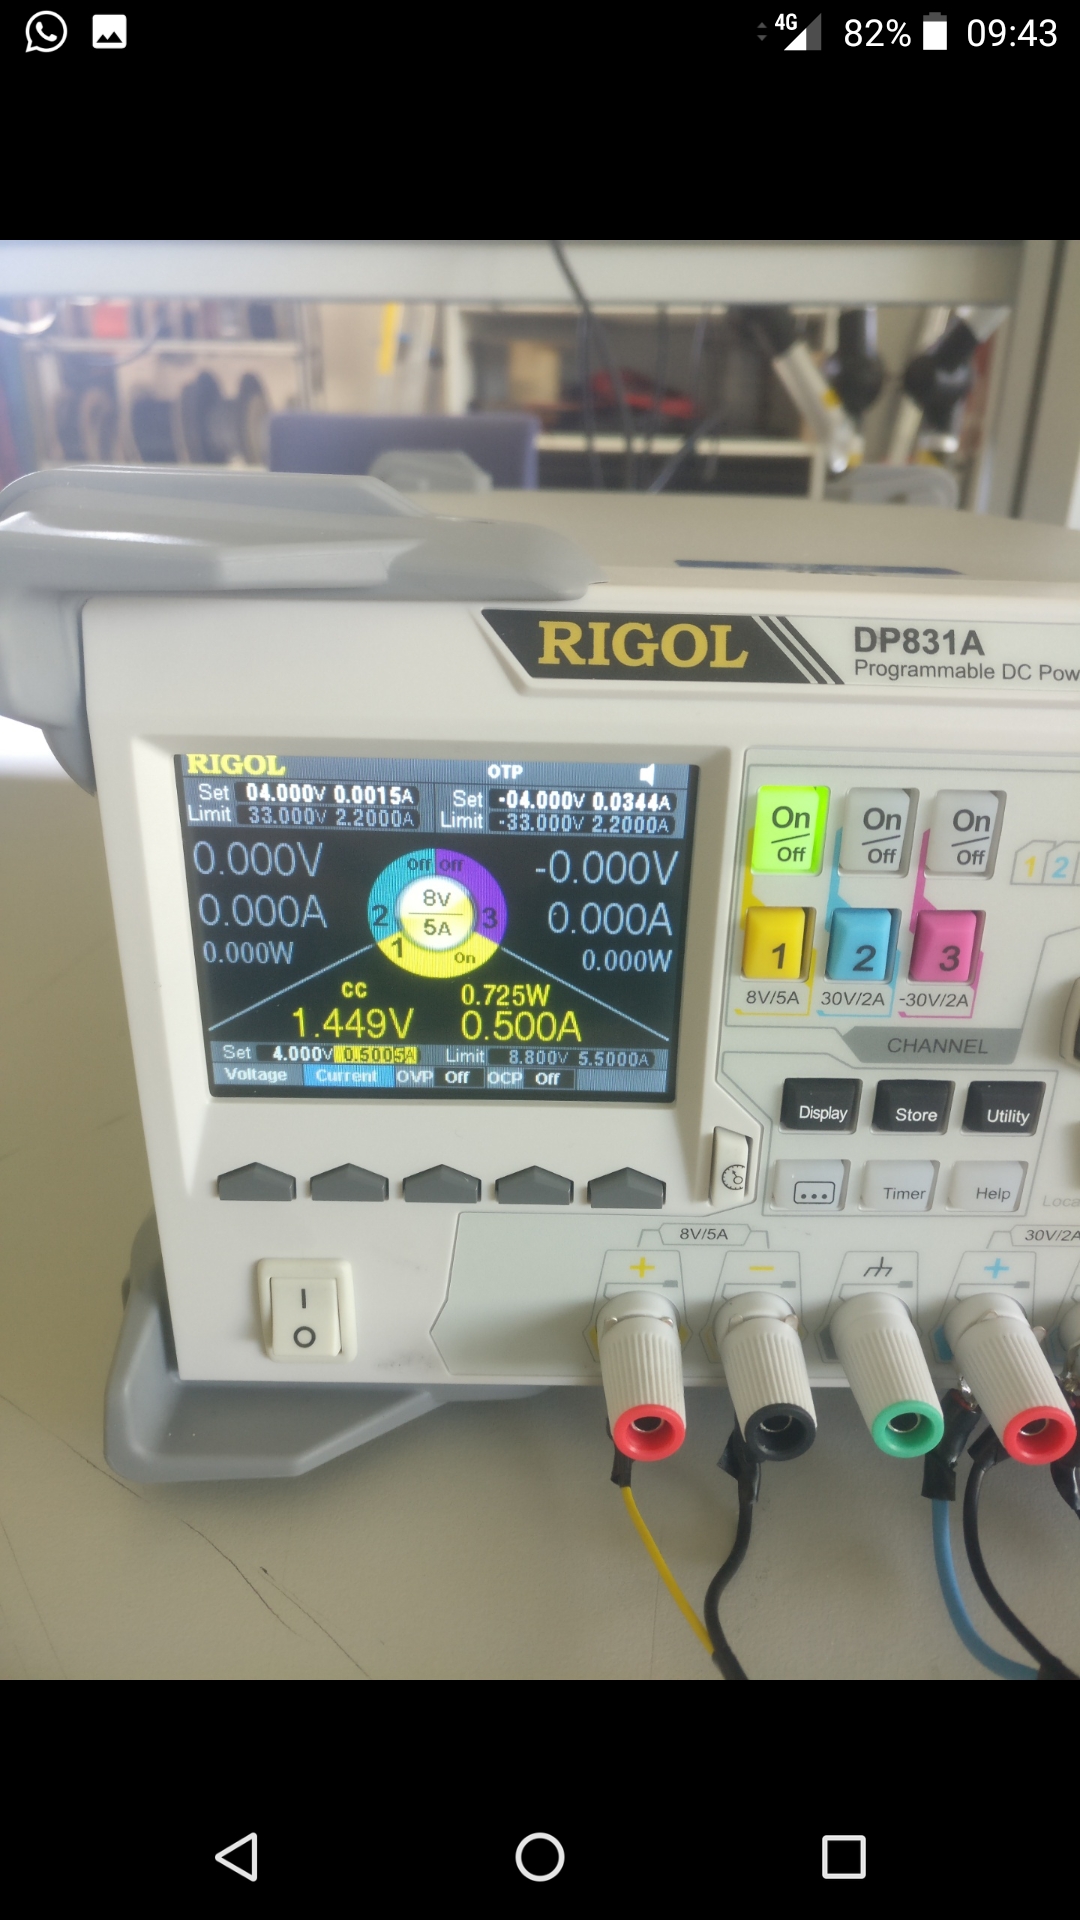 4G 82% 09:43
RIGOL
DP831A
Programmable DC Pow
RIGOL OTP
Set 04.000V 0.0015A
Limit 33.000V 2.2000A
Set -04.000V 0.0344A
Limit -33.000V 2.2000A
0.000V
0.000A
0.000W
Off Off
2 8V 3
5A
1 On
-0.000V
0.000A
0.000W
CC 0.725W
1.449V 0.500A
Set 4.000V 0.5005A Limit 8.800V 5.5000A
Voltage Current OVP Off OCP Off
On On On
Off Off Off
1 2
1 2 3
8V/5A 30V/2A -30V/2A
CHANNEL
Display Store Utility
... Timer Help
Loca
8V/5A 30V/2A
+ − +
I
O